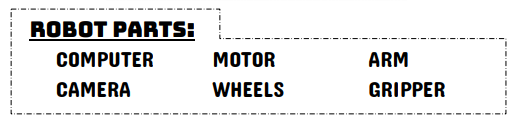 ROBOT PARTS:
COMPUTER MOTOR ARM
CAMERA WHEELS GRIPPER